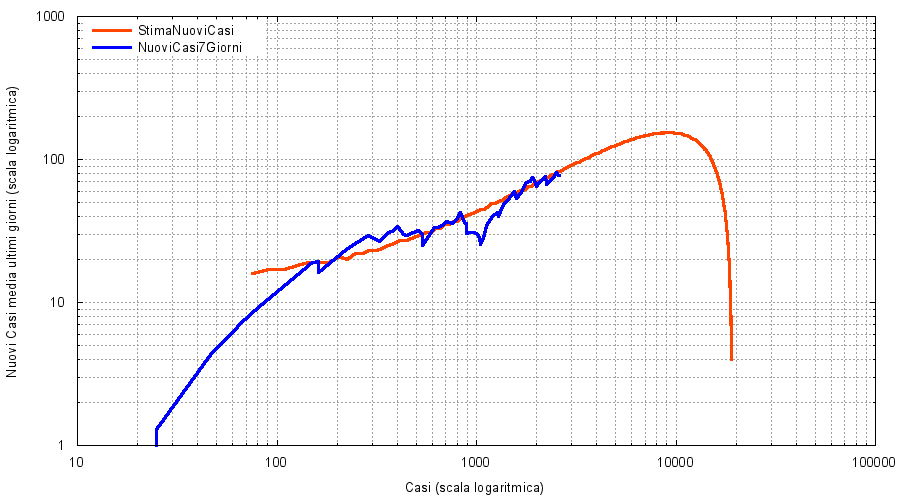 1000
StimaNuoviCasi
NuoviCasi7Giorni
100
10
1
Nuovi Casi media ultimi giorni (scala logaritmica)
10 100 1000 10000 100000
Casi (scala logaritmica)